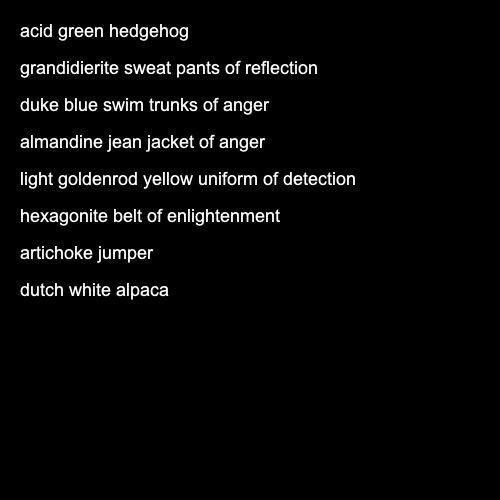 acid green hedgehog
grandidierite sweat pants of reflection
duke blue swim trunks of anger
almandine jean jacket of anger
light goldenrod yellow uniform of detection
hexagonite belt of enlightenment
artichoke jumper
dutch white alpaca